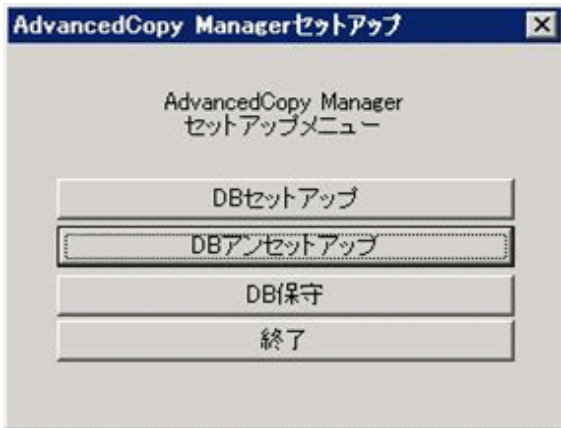 AdvancedCopy Managerセットアップ
AdvancedCopy Manager
セットアップメニュー
DBセットアップ
DBアンセットアップ
DB保守
終了